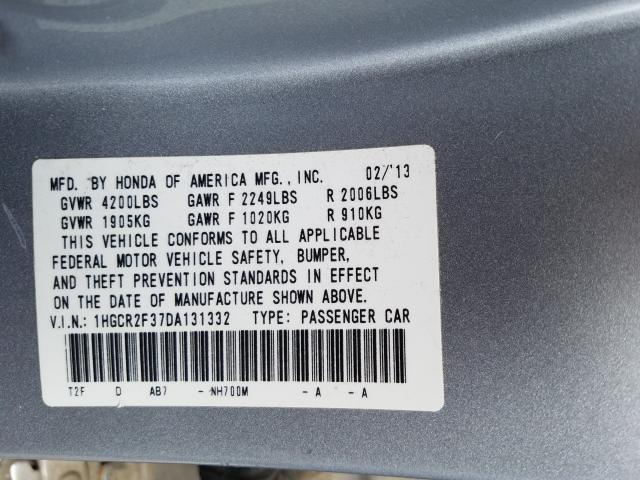 MFD. BY HONDA OF AMERICA MFG., INC. 02/'13
GVWR 4200LBS GAWR F 2249LBS R 2006LBS
GVWR 1905KG GAWR F 1020KG R 910KG
THIS VEHICLE CONFORMS TO ALL APPLICABLE
FEDERAL MOTOR VEHICLE SAFETY, BUMPER,
AND THEFT PREVENTION STANDARDS IN EFFECT
ON THE DATE OF MANUFACTURE SHOWN ABOVE.
V.I.N.: 1HGCR2F37DA131332 TYPE: PASSENGER CAR
T2F D AB7 - NH700M - A - A